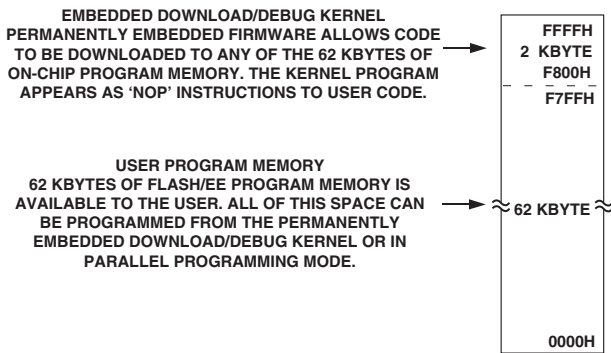 EMBEDDED DOWNLOAD/DEBUG KERNEL
PERMANENTLY EMBEDDED FIRMWARE ALLOWS CODE
TO BE DOWNLOADED TO ANY OF THE 62 KBYTES OF
ON-CHIP PROGRAM MEMORY. THE KERNEL PROGRAM
APPEARS AS ‘NOP’ INSTRUCTIONS TO USER CODE.
FFFFH
2 KBYTE
F800H
F7FFH
USER PROGRAM MEMORY
62 KBYTES OF FLASH/EE PROGRAM MEMORY IS
AVAILABLE TO THE USER. ALL OF THIS SPACE CAN
BE PROGRAMMED FROM THE PERMANENTLY
EMBEDDED DOWNLOAD/DEBUG KERNEL OR IN
PARALLEL PROGRAMMING MODE.
62 KBYTE
0000H